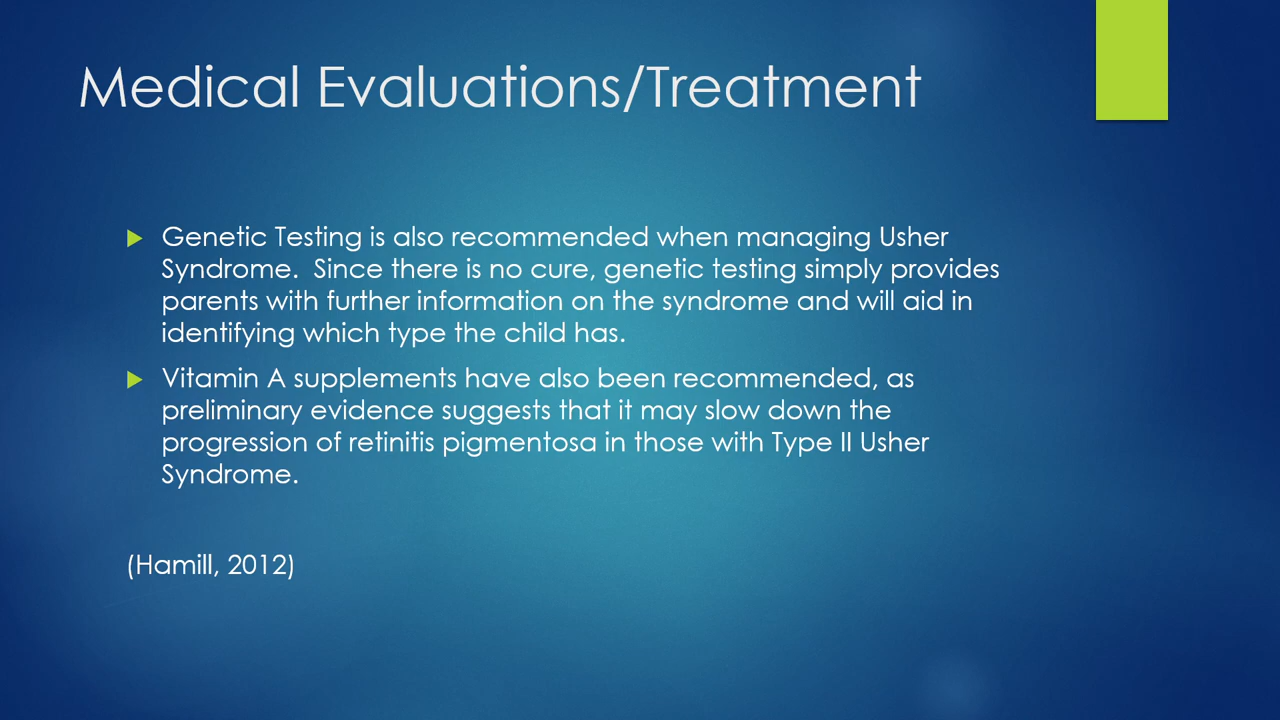 Medical Evaluations/Treatment
Genetic Testing is also recommended when managing Usher
Syndrome.  Since there is no cure, genetic testing simply provides
parents with further information on the syndrome and will aid in
identifying which type the child has.
Vitamin A supplements have also been recommended, as
preliminary evidence suggests that it may slow down the
progression of retinitis pigmentosa in those with Type II Usher
Syndrome.
(Hamill, 2012)